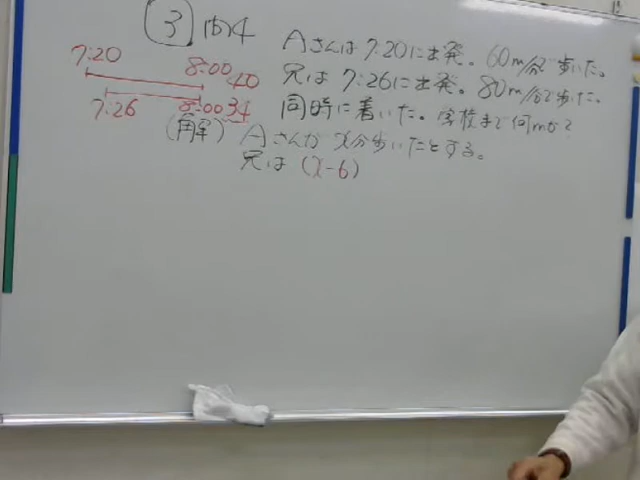 3 例4
Aさんは7:20に出発。60m/分で歩いた。
兄は7:26に出発。80m/分で歩いた。
同時に着いた。学校まで何mか?
7:20 8:00 40
7:26 8:00 34
(解) Aさんが x分歩いたとする。
兄は (x-6)